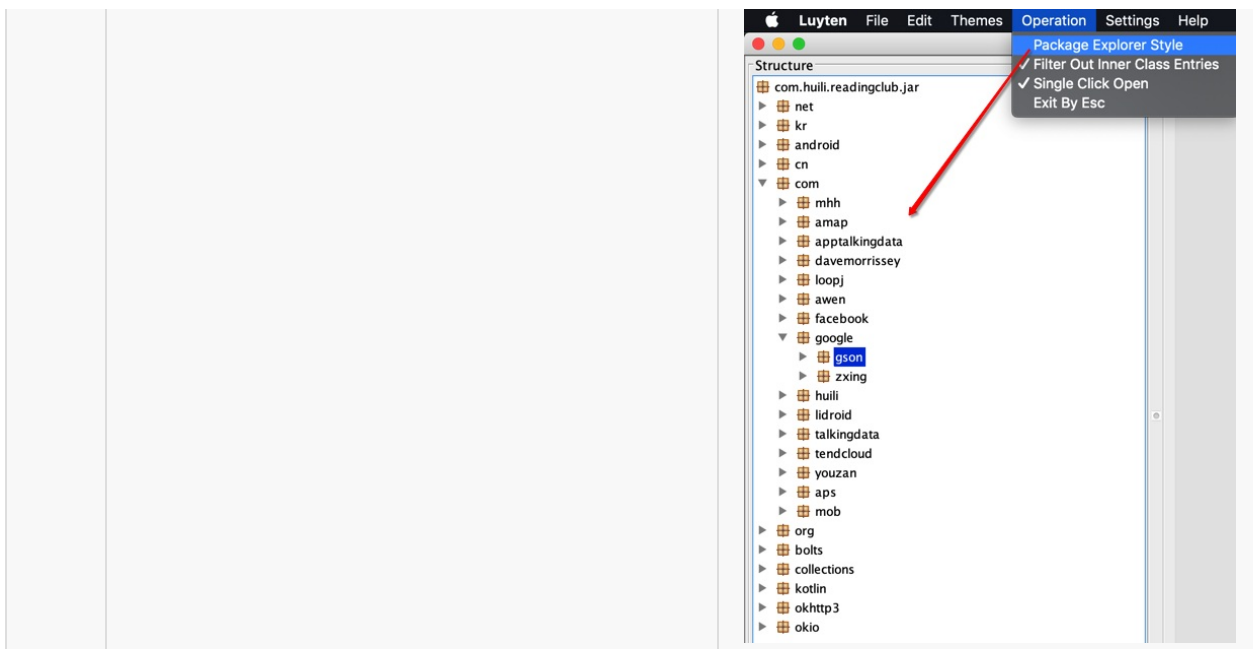 Luyten File Edit Themes Operation Settings Help
Package Explorer Style
✓ Filter Out Inner Class Entries
✓ Single Click Open
Exit By Esc
Structure
com.huili.readingclub.jar
net
kr
android
cn
com
mhh
amap
apptalkingdata
davemorrissey
loopj
awen
facebook
google
gson
zxing
huili
lidroid
talkingdata
tendcloud
youzan
aps
mob
org
bolts
collections
kotlin
okhttp3
okio